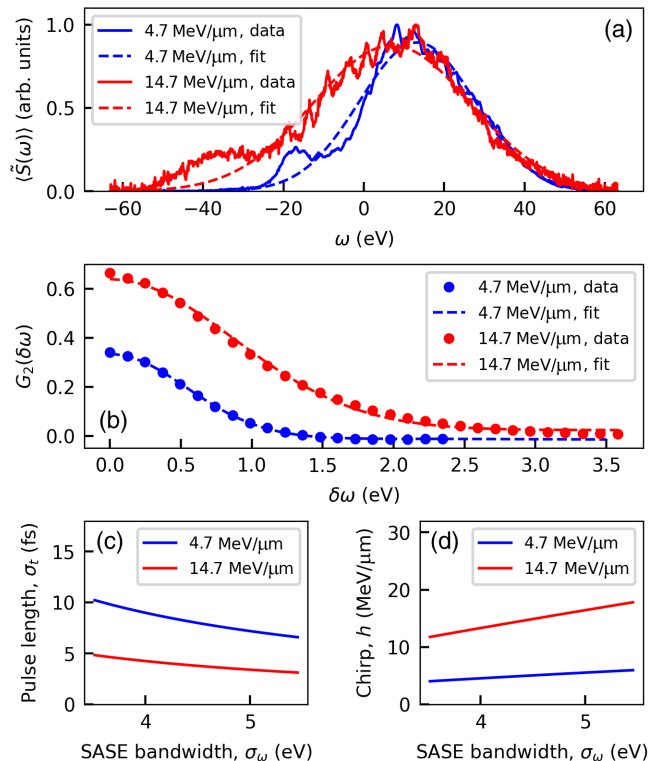 (a)
4.7 MeV/μm, data
4.7 MeV/μm, fit
14.7 MeV/μm, data
14.7 MeV/μm, fit
⟨S̃(ω)⟩ (arb. units)
1.0
0.5
0.0
−60 −40 −20 0 20 40 60
ω (eV)
(b)
4.7 MeV/μm, data
4.7 MeV/μm, fit
14.7 MeV/μm, data
14.7 MeV/μm, fit
G₂(δω)
0.6
0.4
0.2
0.0
0.0 0.5 1.0 1.5 2.0 2.5 3.0 3.5
δω (eV)
(c)
4.7 MeV/μm
14.7 MeV/μm
Pulse length, σₜ (fs)
15
10
5
0
4 5
SASE bandwidth, σ_ω (eV)
(d)
4.7 MeV/μm
14.7 MeV/μm
Chirp, h (MeV/μm)
30
20
10
0
4 5
SASE bandwidth, σ_ω (eV)